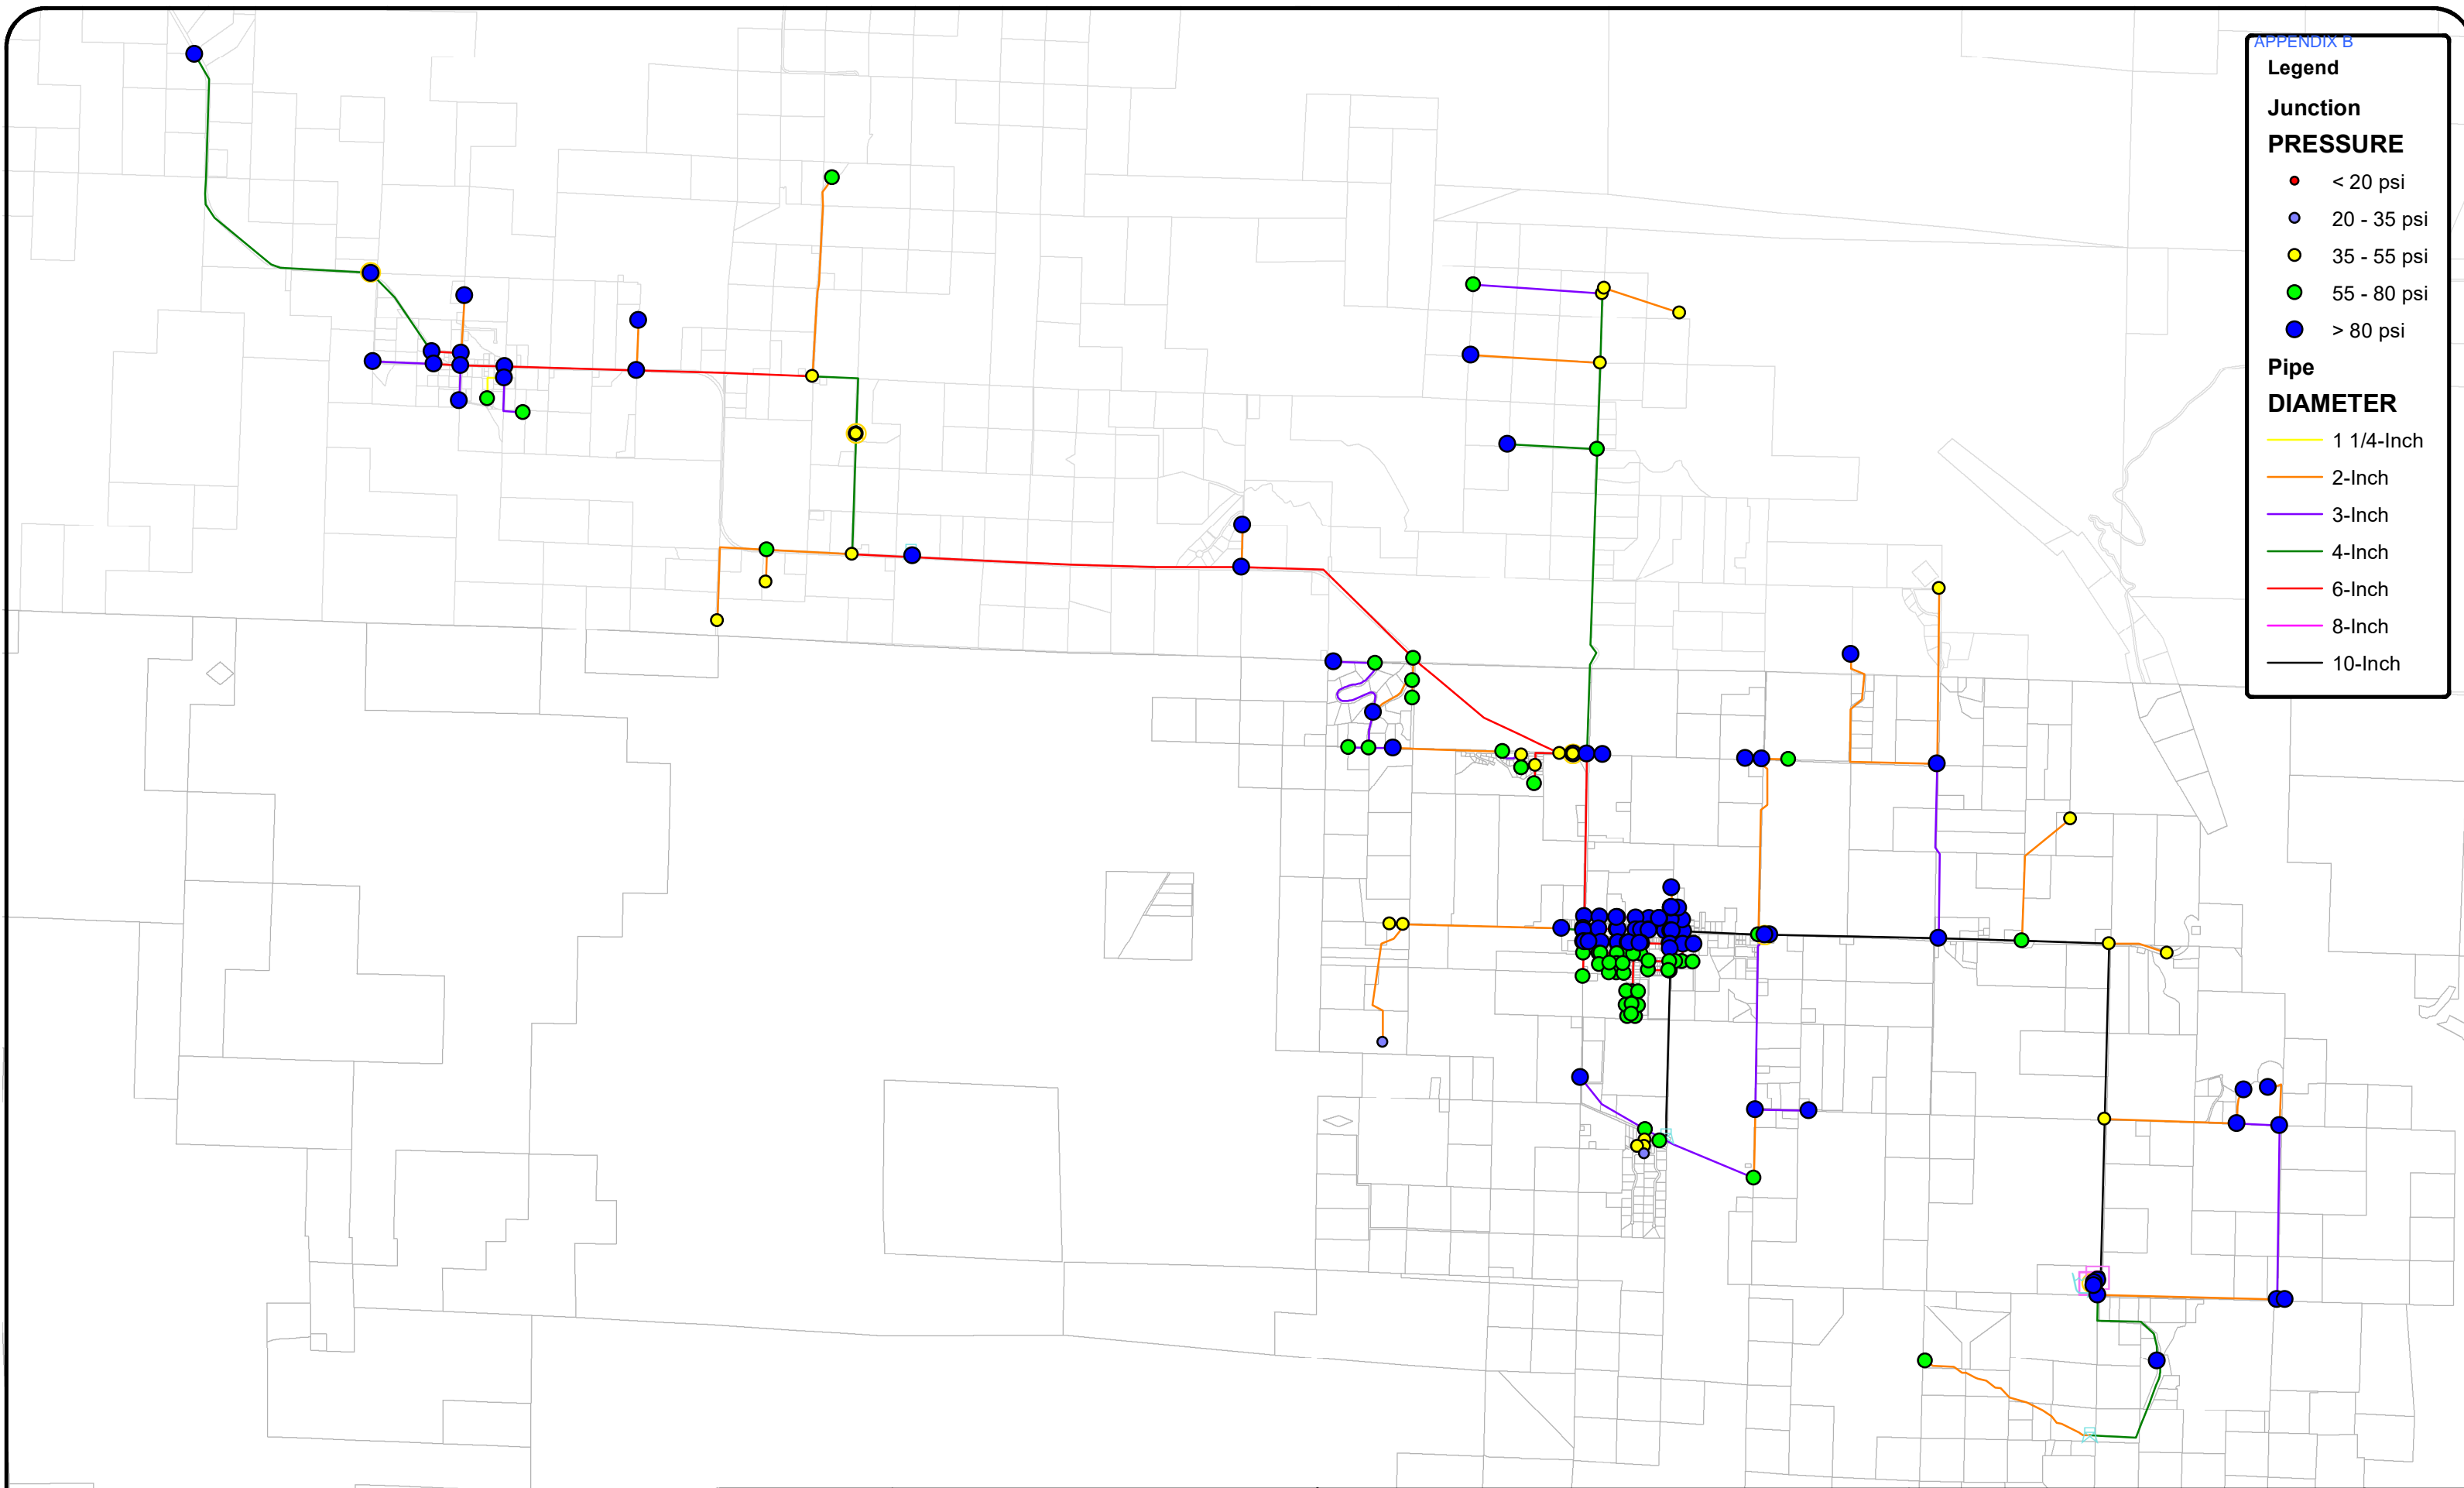 APPENDIX B
Legend
Junction
PRESSURE
< 20 psi
20 - 35 psi
35 - 55 psi
55 - 80 psi
> 80 psi
Pipe
DIAMETER
1 1/4-Inch
2-Inch
3-Inch
4-Inch
6-Inch
8-Inch
10-Inch